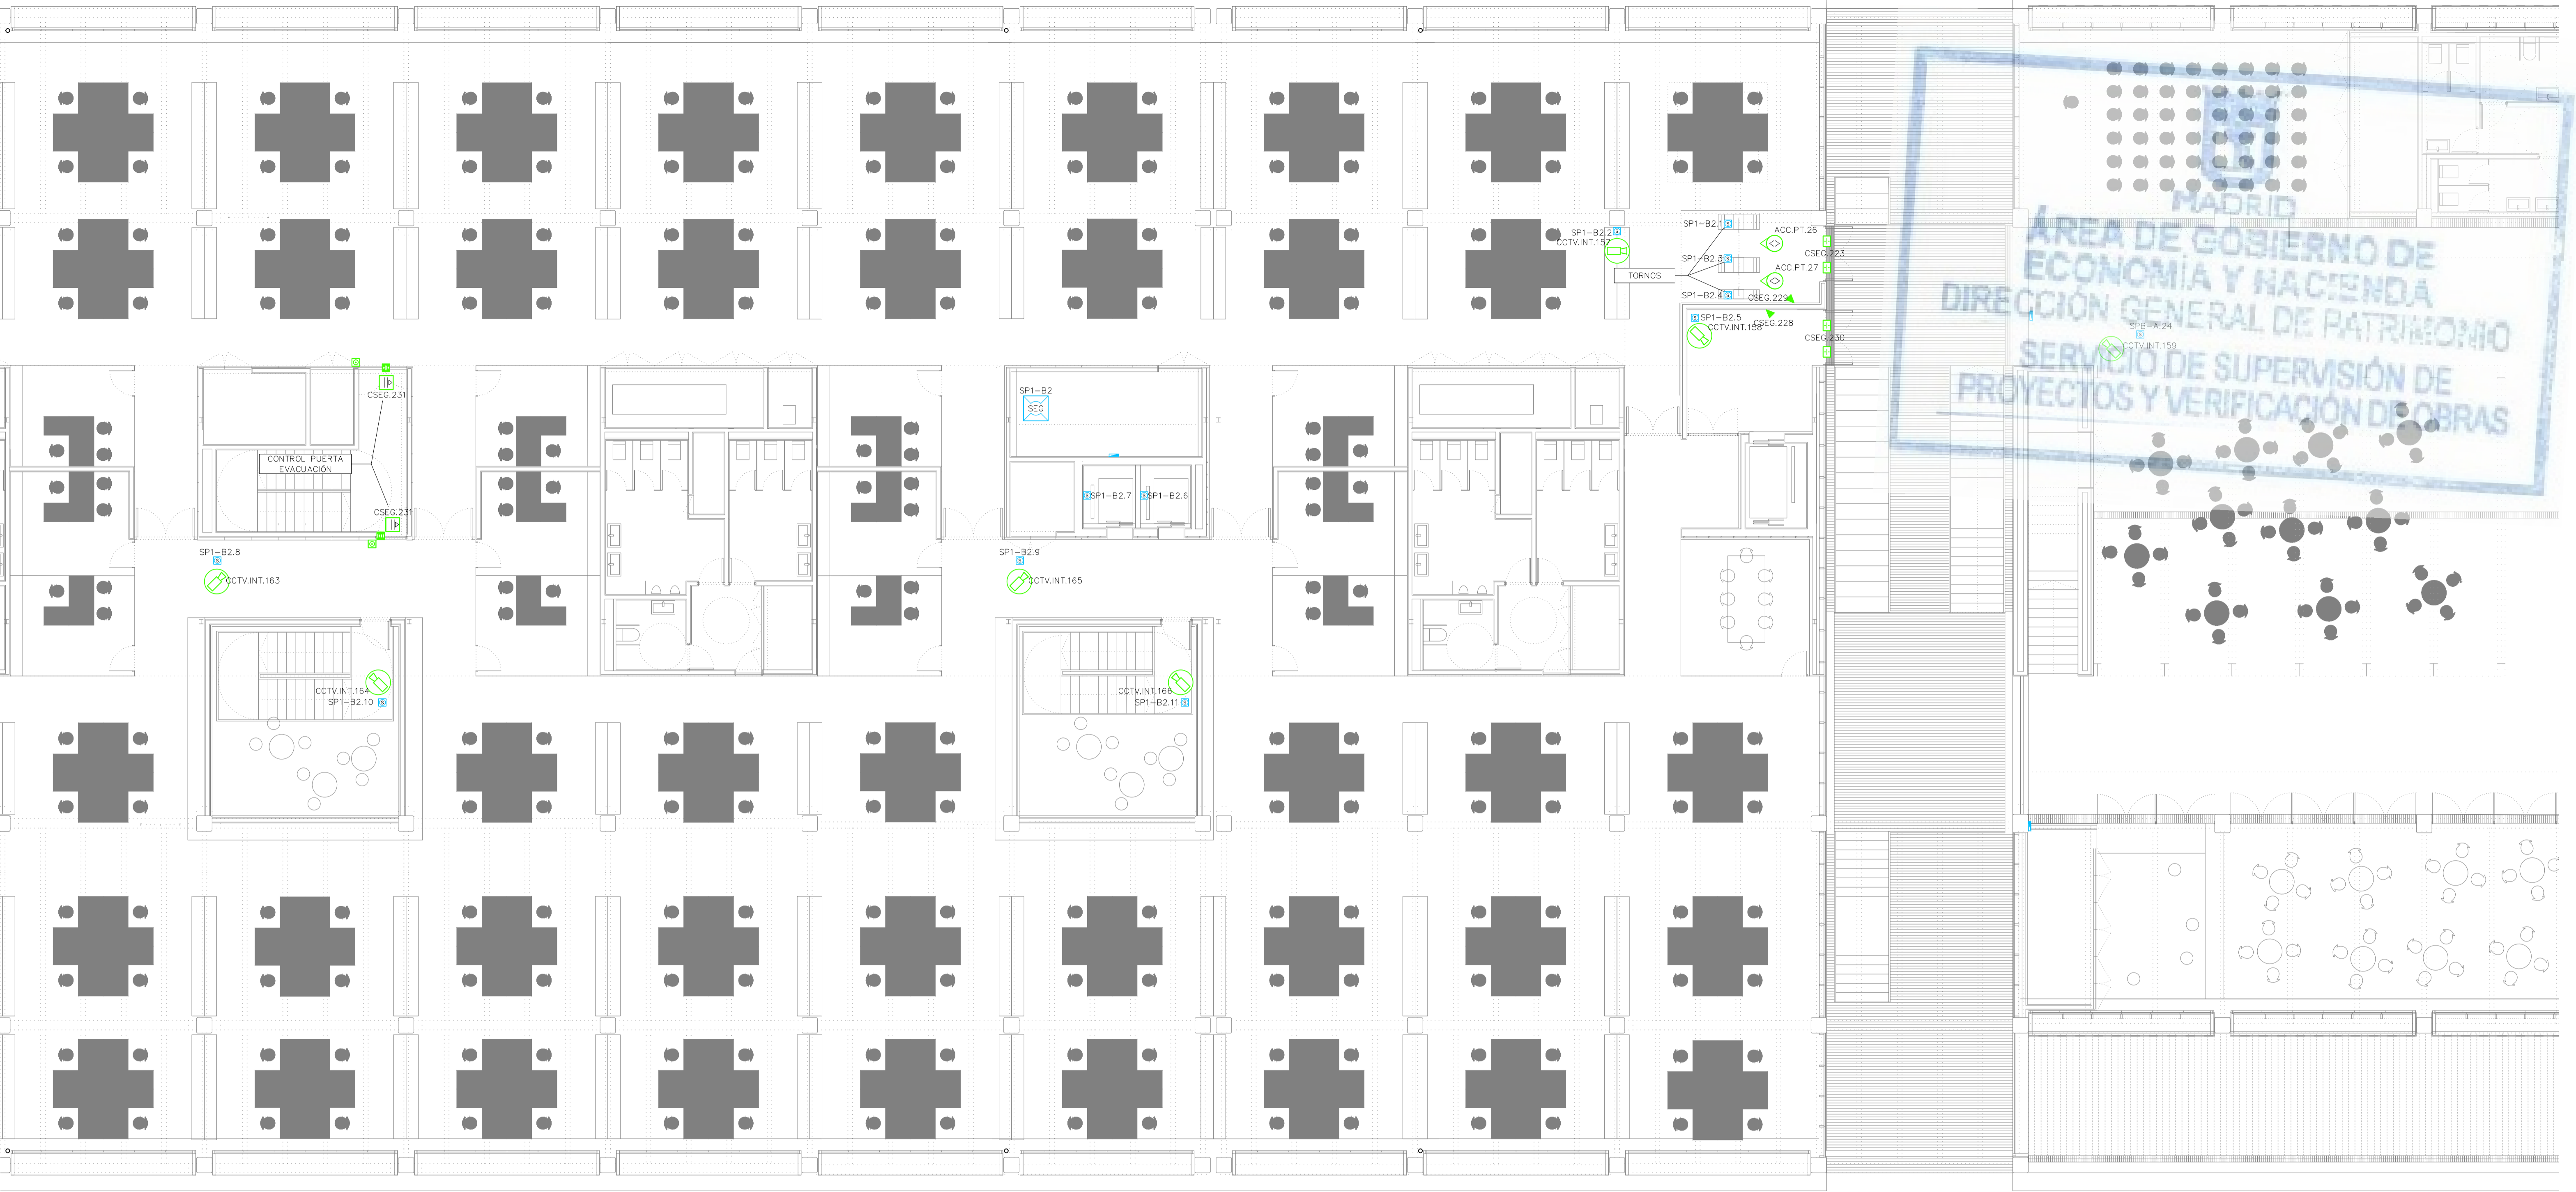 SP1-B2.1
ACC.PT.26
SP1-B2.2
CCTV.INT.157
CSEG.223
SP1-B2.3
ACC.PT.27
TORNOS
SP1-B2.4
CSEG.229
SP1-B2.5
CCTV.INT.158
CSEG.228
CSEG.230
MADRID
ÁREA DE GOBIERNO DE
ECONOMÍA Y HACIENDA
DIRECCIÓN GENERAL DE PATRIMONIO
SERVICIO DE SUPERVISIÓN DE
PROYECTOS Y VERIFICACIÓN DE OBRAS
SPB-A.24
CCTV.INT.159
CSEG.231
SP1-B2
SEG
CONTROL PUERTA
EVACUACIÓN
SP1-B2.7
SP1-B2.6
CSEG.231
SP1-B2.8
CCTV.INT.163
SP1-B2.9
CCTV.INT.165
CCTV.INT.164
SP1-B2.10
CCTV.INT.166
SP1-B2.11